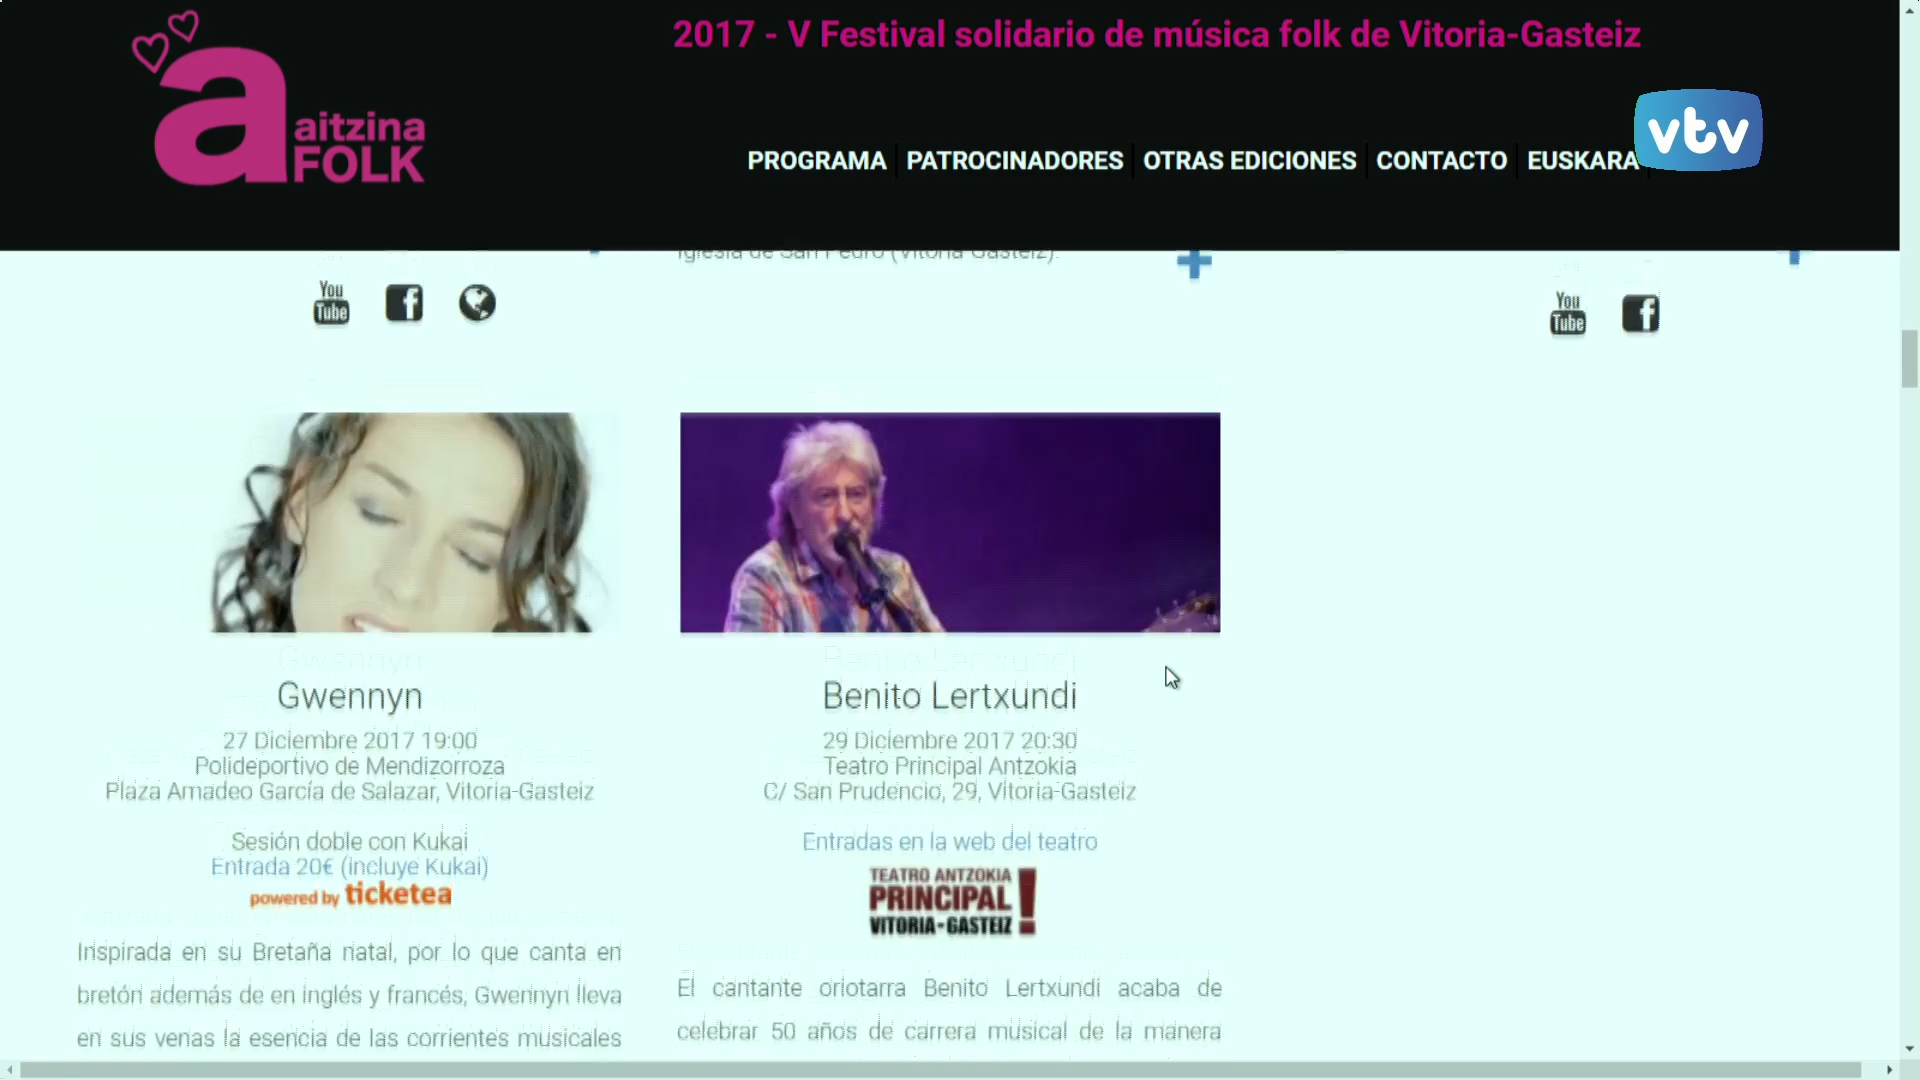 2017 - V Festival solidario de música folk de Vitoria-Gasteiz
a aitzina
FOLK
vtv
PROGRAMA PATROCINADORES OTRAS EDICIONES CONTACTO EUSKARA
Iglesia de San Pedro (Vitoria-Gasteiz).
You
Tube
f
You
Tube
f
Gwennyn
27 Diciembre 2017 19:00
Polideportivo de Mendizorroza
Plaza Amadeo García de Salazar, Vitoria-Gasteiz
Sesión doble con Kukai
Entrada 20€ (incluye Kukai)
powered by ticketea
Inspirada en su Bretaña natal, por lo que canta en
bretón además de en inglés y francés, Gwennyn lleva
en sus venas la esencia de las corrientes musicales
Benito Lertxundi
29 Diciembre 2017 20:30
Teatro Principal Antzokia
C/ San Prudencio, 29, Vitoria-Gasteiz
Entradas en la web del teatro
TEATRO ANTZOKIA
PRINCIPAL !
VITORIA-GASTEIZ
El cantante oriotarra Benito Lertxundi acaba de
celebrar 50 años de carrera musical de la manera